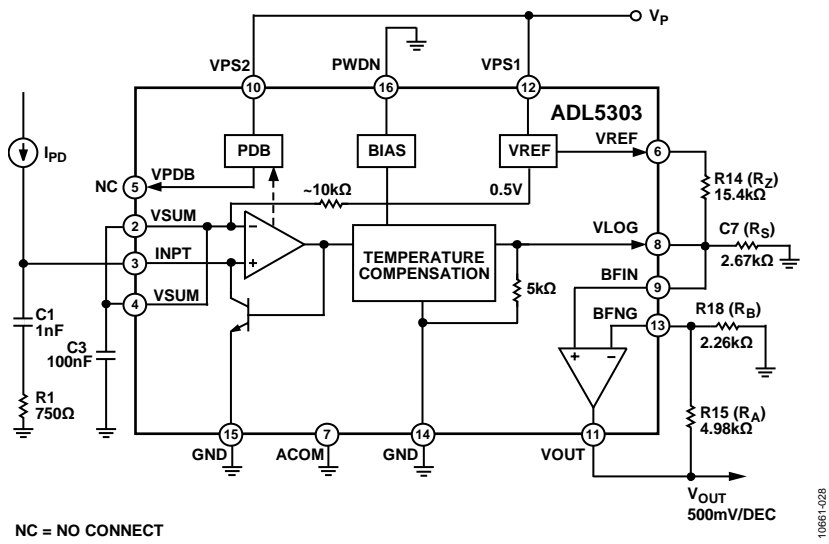 V_P
VPS2
PWDN
VPS1
10
16
12
ADL5303
I_PD
PDB
BIAS
VREF
VREF
6
R14 (R_Z)
15.4kΩ
NC
5
VPDB
~10kΩ
0.5V
2
VSUM
−
VLOG
8
C7 (R_S)
2.67kΩ
3
INPT
+
TEMPERATURE
COMPENSATION
5kΩ
BFIN
9
4
VSUM
BFNG
13
R18 (R_B)
2.26kΩ
C1
1nF
C3
100nF
+
−
R1
750Ω
R15 (R_A)
4.98kΩ
15
7
14
11
GND
ACOM
GND
VOUT
V_OUT
500mV/DEC
NC = NO CONNECT
10661-028